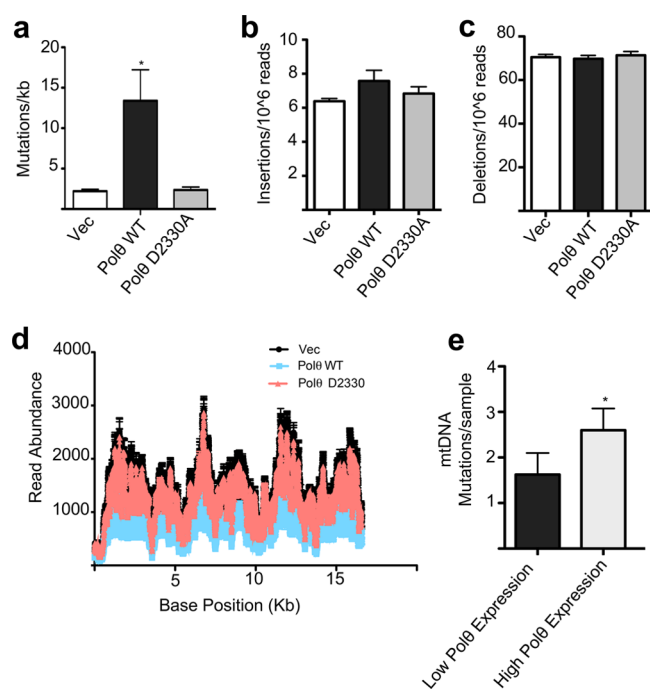 a
Mutations/kb
20
15
10
5
*
Vec
Polθ WT
Polθ D2330A
b
Insertions/10^6 reads
10
8
6
4
2
Vec
Polθ WT
Polθ D2330A
c
Deletions/10^6 reads
80
60
40
20
Vec
Polθ WT
Polθ D2330A
d
Read Abundance
4000
3000
2000
1000
Vec
Polθ WT
Polθ D2330
5
10
15
Base Position (Kb)
e
mtDNA
Mutations/sample
4
3
2
1
*
Low Polθ Expression
High Polθ Expression